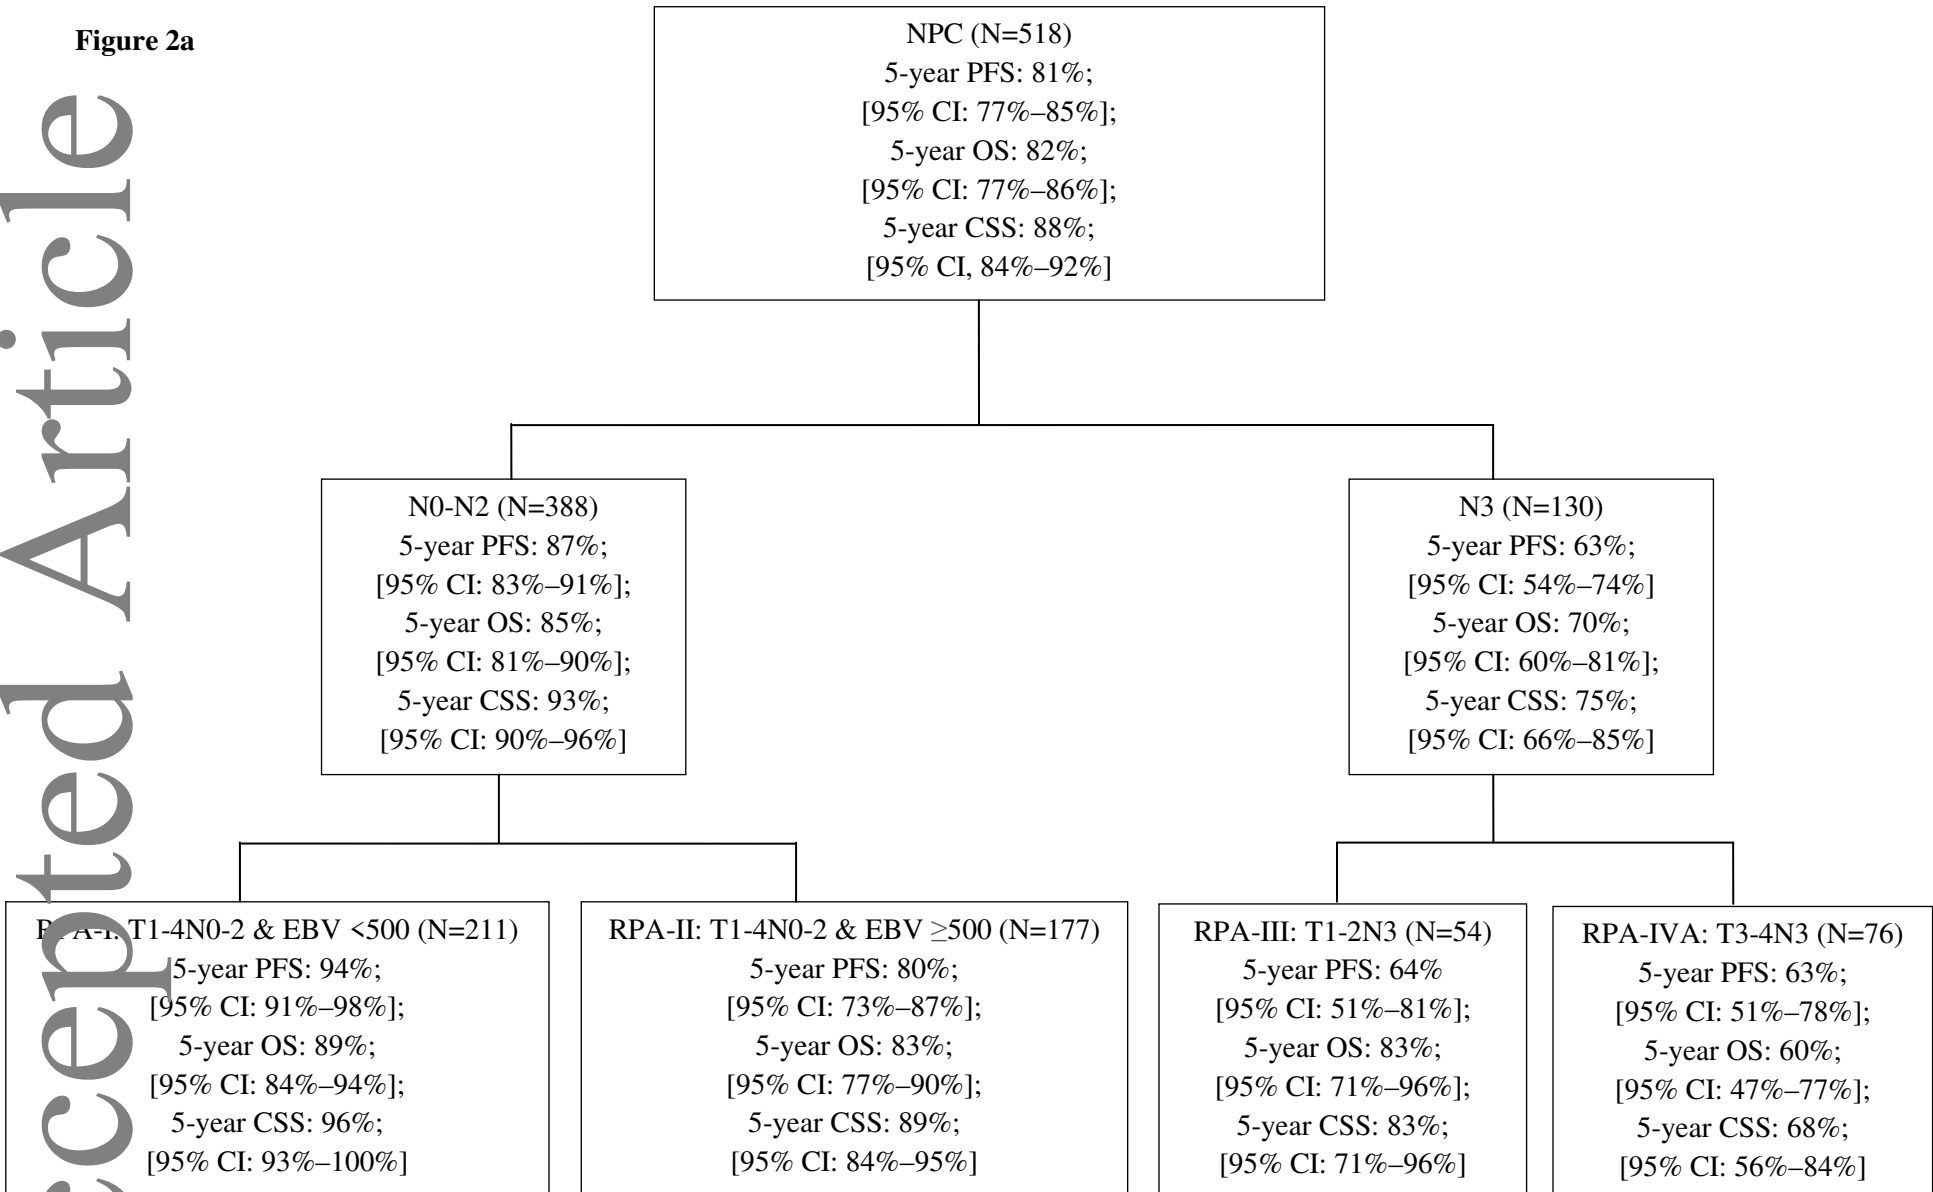 Figure 2a
NPC (N=518)
5-year PFS: 81%;
[95% CI: 77%–85%];
5-year OS: 82%;
[95% CI: 77%–86%];
5-year CSS: 88%;
[95% CI, 84%–92%]
N0-N2 (N=388)
5-year PFS: 87%;
[95% CI: 83%–91%];
5-year OS: 85%;
[95% CI: 81%–90%];
5-year CSS: 93%;
[95% CI: 90%–96%]
N3 (N=130)
5-year PFS: 63%;
[95% CI: 54%–74%]
5-year OS: 70%;
[95% CI: 60%–81%];
5-year CSS: 75%;
[95% CI: 66%–85%]
RPA-I: T1-4N0-2 & EBV <500 (N=211)
5-year PFS: 94%;
[95% CI: 91%–98%];
5-year OS: 89%;
[95% CI: 84%–94%];
5-year CSS: 96%;
[95% CI: 93%–100%]
RPA-II: T1-4N0-2 & EBV ≥500 (N=177)
5-year PFS: 80%;
[95% CI: 73%–87%];
5-year OS: 83%;
[95% CI: 77%–90%];
5-year CSS: 89%;
[95% CI: 84%–95%]
RPA-III: T1-2N3 (N=54)
5-year PFS: 64%
[95% CI: 51%–81%];
5-year OS: 83%;
[95% CI: 71%–96%];
5-year CSS: 83%;
[95% CI: 71%–96%]
RPA-IVA: T3-4N3 (N=76)
5-year PFS: 63%;
[95% CI: 51%–78%];
5-year OS: 60%;
[95% CI: 47%–77%];
5-year CSS: 68%;
[95% CI: 56%–84%]
ccepted Article